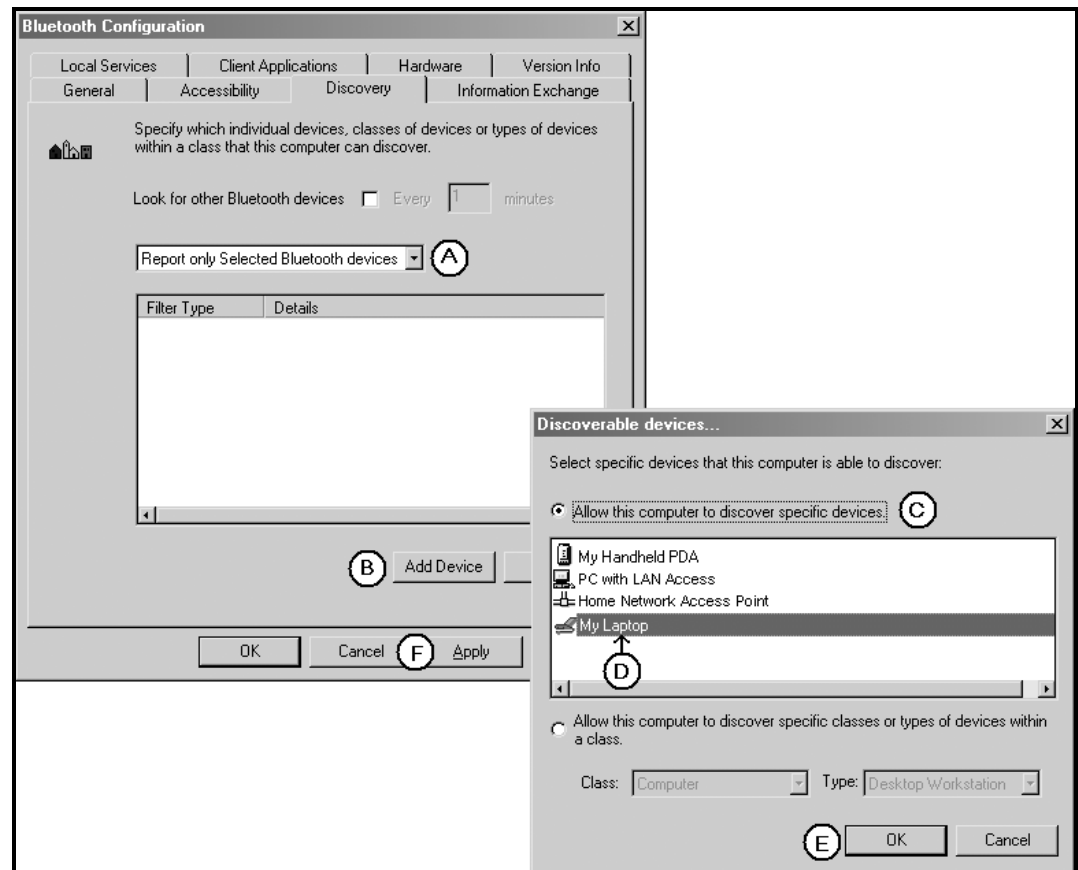 Bluetooth Configuration
Local Services Client Applications Hardware Version Info
General Accessibility Discovery Information Exchange
Specify which individual devices, classes of devices or types of devices
within a class that this computer can discover.
Look for other Bluetooth devices Every 1 minutes
Report only Selected Bluetooth devices A
Filter Type Details
B Add Device
OK Cancel F Apply
Discoverable devices...
Select specific devices that this computer is able to discover:
Allow this computer to discover specific devices. C
My Handheld PDA
PC with LAN Access
Home Network Access Point
My Laptop
D
Allow this computer to discover specific classes or types of devices within
a class.
Class: Computer Type: Desktop Workstation
E OK Cancel